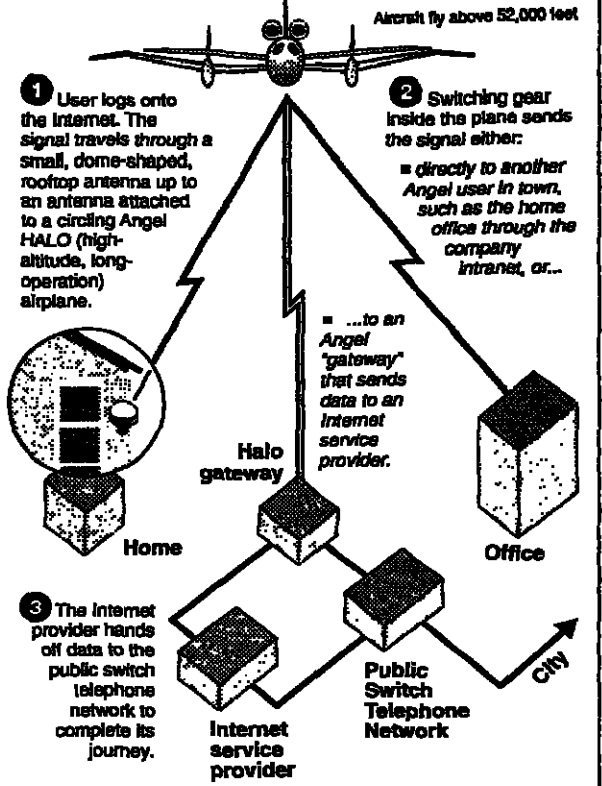 Aircraft fly above 52,000 feet
1 User logs onto
the Internet. The
signal travels through a
small, dome-shaped,
rooftop antenna up to
an antenna attached
to a circling Angel
HALO (high-
altitude, long-
operation)
airplane.
2 Switching gear
inside the plane sends
the signal either:
■ directly to another
Angel user in town,
such as the home
office through the
company
intranet, or...
■ ...to an
Angel
"gateway"
that sends
data to an
Internet
service
provider.
Halo
gateway
Home
Office
3 The Internet
provider hands
off data to the
public switch
telephone
network to
complete its
journey.
Internet
service
provider
Public
Switch
Telephone
Network
City